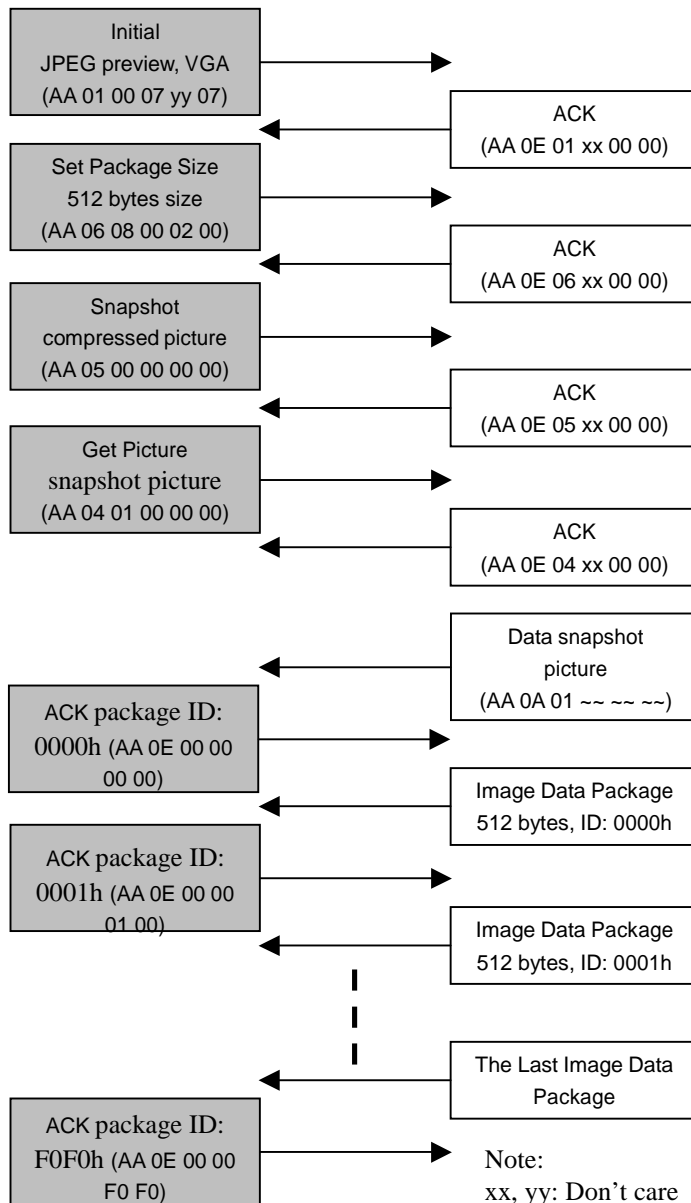 Initial
JPEG preview, VGA
(AA 01 00 07 yy 07)
ACK
(AA 0E 01 xx 00 00)
Set Package Size
512 bytes size
(AA 06 08 00 02 00)
ACK
(AA 0E 06 xx 00 00)
Snapshot
compressed picture
(AA 05 00 00 00 00)
ACK
(AA 0E 05 xx 00 00)
Get Picture
snapshot picture
(AA 04 01 00 00 00)
ACK
(AA 0E 04 xx 00 00)
Data snapshot
picture
(AA 0A 01 ~~ ~~ ~~)
ACK package ID:
0000h (AA 0E 00 00
00 00)
Image Data Package
512 bytes, ID: 0000h
ACK package ID:
0001h (AA 0E 00 00
01 00)
Image Data Package
512 bytes, ID: 0001h
The Last Image Data
Package
ACK package ID:
F0F0h (AA 0E 00 00
F0 F0)
Note:
xx, yy: Don't care